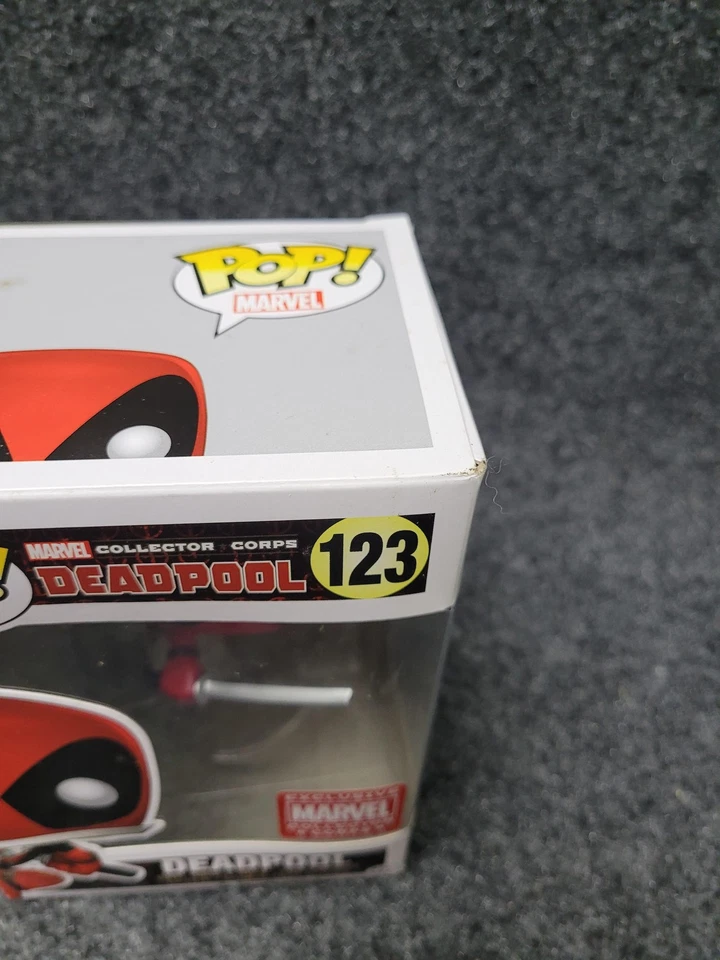 POP!
MARVEL
!
MARVEL COLLECTOR CORPS
DEADPOOL
123
EXCLUSIVE
MARVEL
DEADPOOL